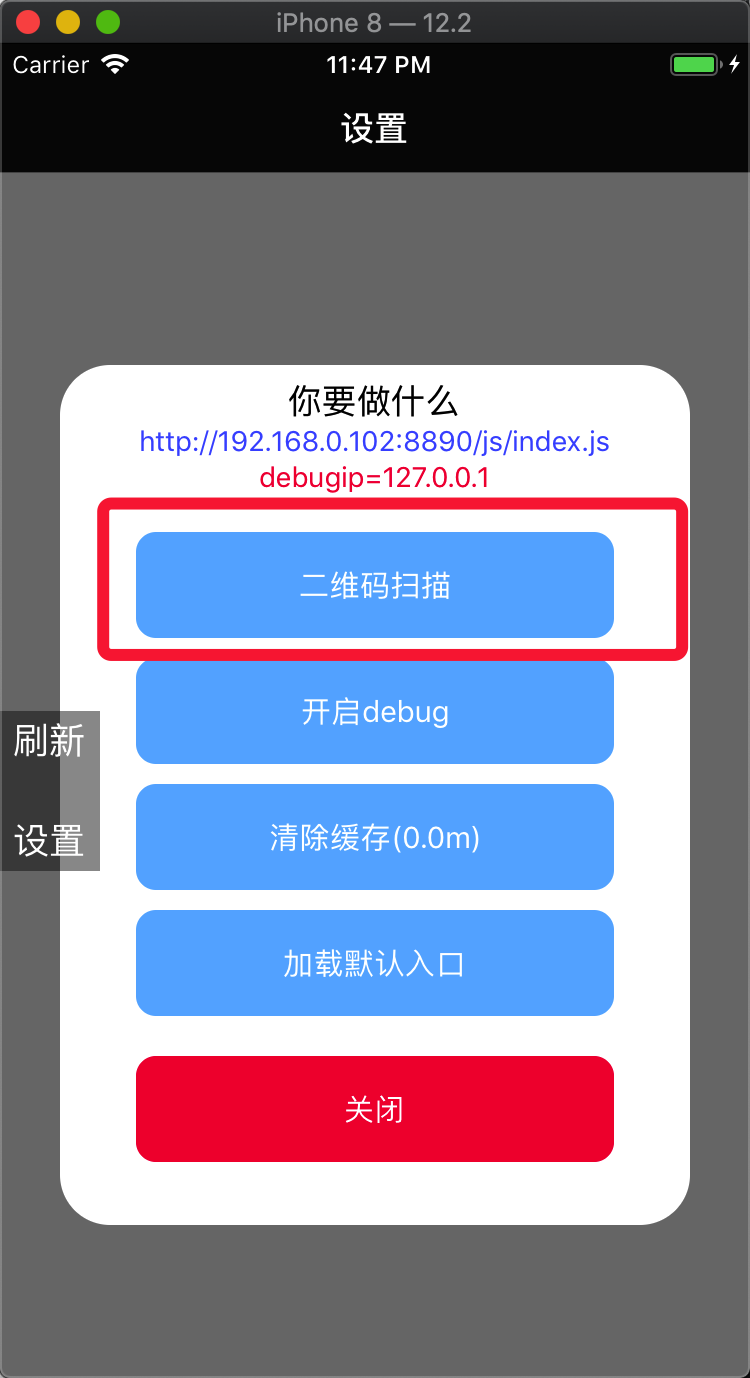 iPhone 8 — 12.2
Carrier 11:47 PM
设置
你要做什么
http://192.168.0.102:8890/js/index.js
debugip=127.0.0.1
二维码扫描
开启debug
刷新
清除缓存(0.0m)
设置
加载默认入口
关闭